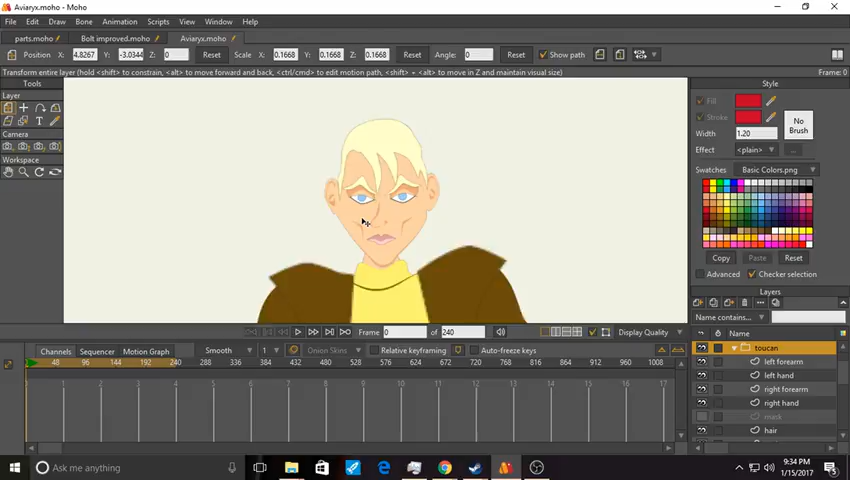 Aviaryx.moho - Moho
File Edit Draw Bone Animation Scripts View Window Help
parts.moho Bolt improved.moho Aviaryx.moho
Position X: 4.8267 Y: -3.0344 Z: 0 Reset Scale X: 0.1668 Y: 0.1668 Z: 0.1668 Reset Angle: 0 Reset Show path
Transform entire layer (hold <shift> to constrain, <alt> to move forward and back, <ctrl/cmd> to edit motion path, <shift> + <alt> to move in Z and maintain visual size) Frame: 0
Tools
Layer
Camera
Workspace
Style
Fill
Stroke
No Brush
Width 1.20
Effect <plain> ...
Swatches Basic Colors.png
Copy Paste Reset
Advanced Checker selection
Layers
Name contains...
Name
toucan
left forearm
left hand
right forearm
right hand
mask
hair
Frame 0 of 240 Display Quality
Channels Sequencer Motion Graph Smooth 1 Onion Skins Relative keyframing Auto-freeze keys
48 96 144 192 240 288 336 384 432 480 528 576 624 672 720 768 816 864 912 960 1008
1 2 3 4 5 6 7 8 9 10 11 12 13 14 15 16 17
Ask me anything
9:34 PM
1/15/2017